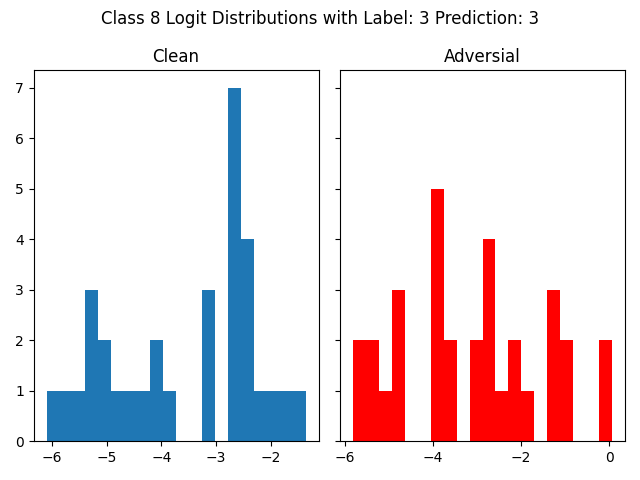 Class 8 Logit Distributions with Label: 3 Prediction: 3
Clean
Adversial
7
6
5
4
3
2
1
0
−6 −5 −4 −3 −2
−6 −4 −2 0